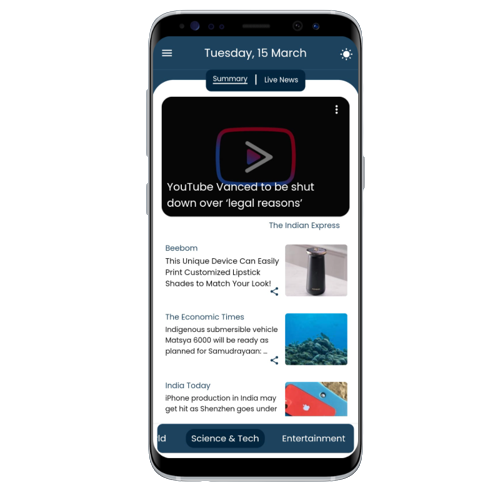 Tuesday, 15 March
Summary | Live News
YouTube Vanced to be shut
down over ‘legal reasons’
The Indian Express
Beebom
This Unique Device Can Easily
Print Customized Lipstick
Shades to Match Your Look!
The Economic Times
Indigenous submersible vehicle
Matsya 6000 will be ready as
planned for Samudrayaan: ...
India Today
iPhone production in India may
get hit as Shenzhen goes under
ld Science & Tech Entertainment